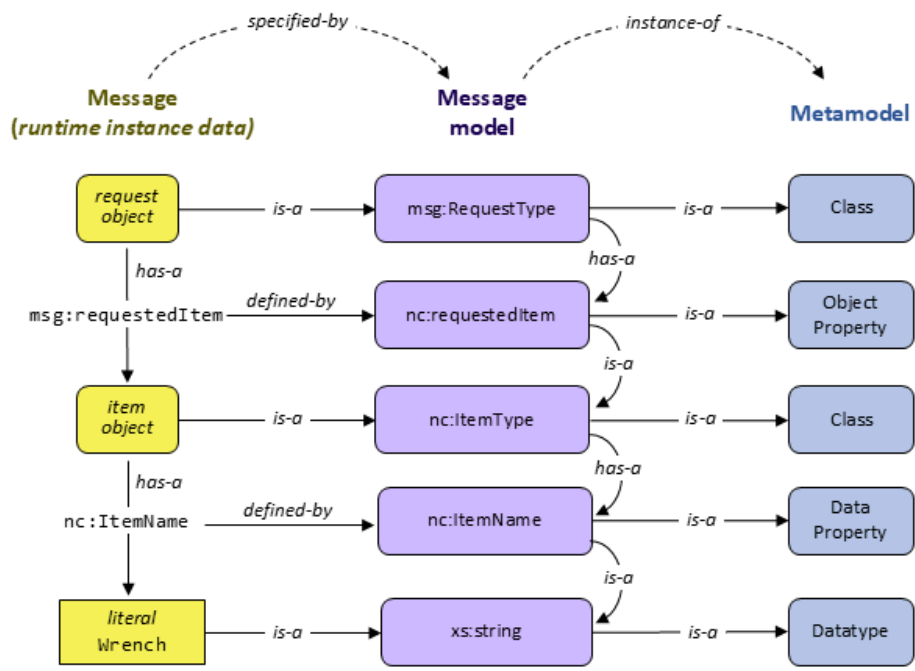 specified-by
instance-of
Message
(runtime instance data)
Message
model
Metamodel
request
object
is-a
msg:RequestType
is-a
Class
has-a
has-a
msg:requestedItem
defined-by
nc:requestedItem
is-a
Object
Property
is-a
item
object
is-a
nc:ItemType
is-a
Class
has-a
has-a
nc:ItemName
defined-by
nc:ItemName
is-a
Data
Property
is-a
literal
Wrench
is-a
xs:string
is-a
Datatype